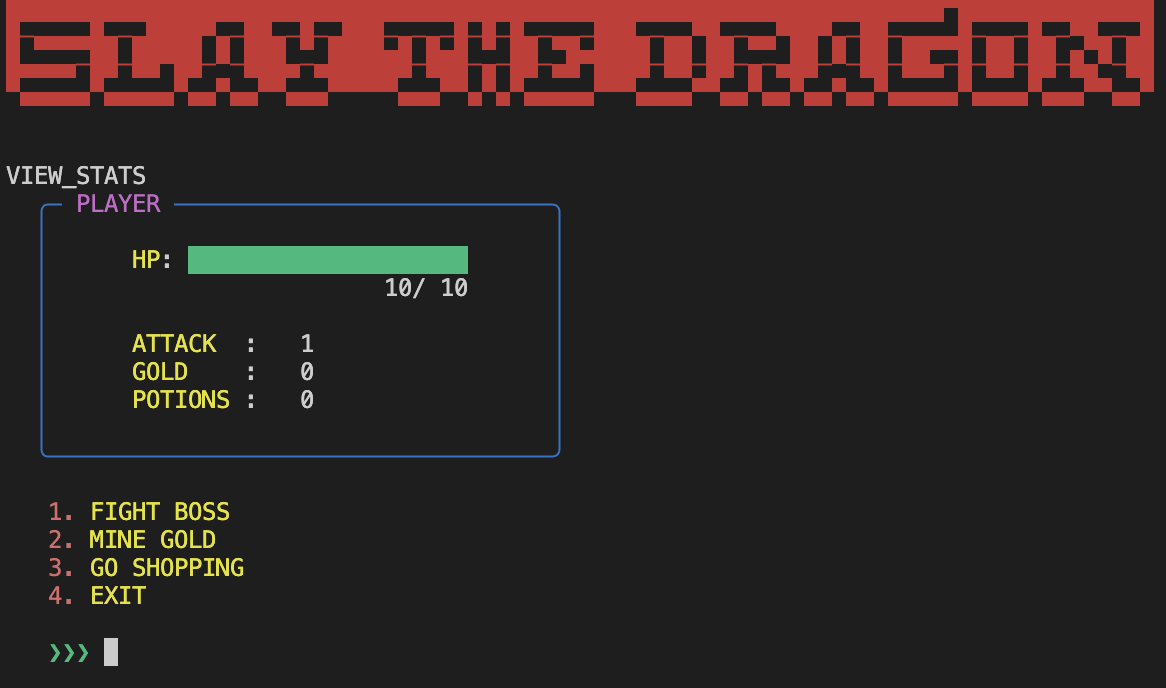 SLAY THE DRAGON
VIEW_STATS
PLAYER
HP:
10/ 10
ATTACK : 1
GOLD : 0
POTIONS : 0
1. FIGHT BOSS
2. MINE GOLD
3. GO SHOPPING
4. EXIT
❯❯❯